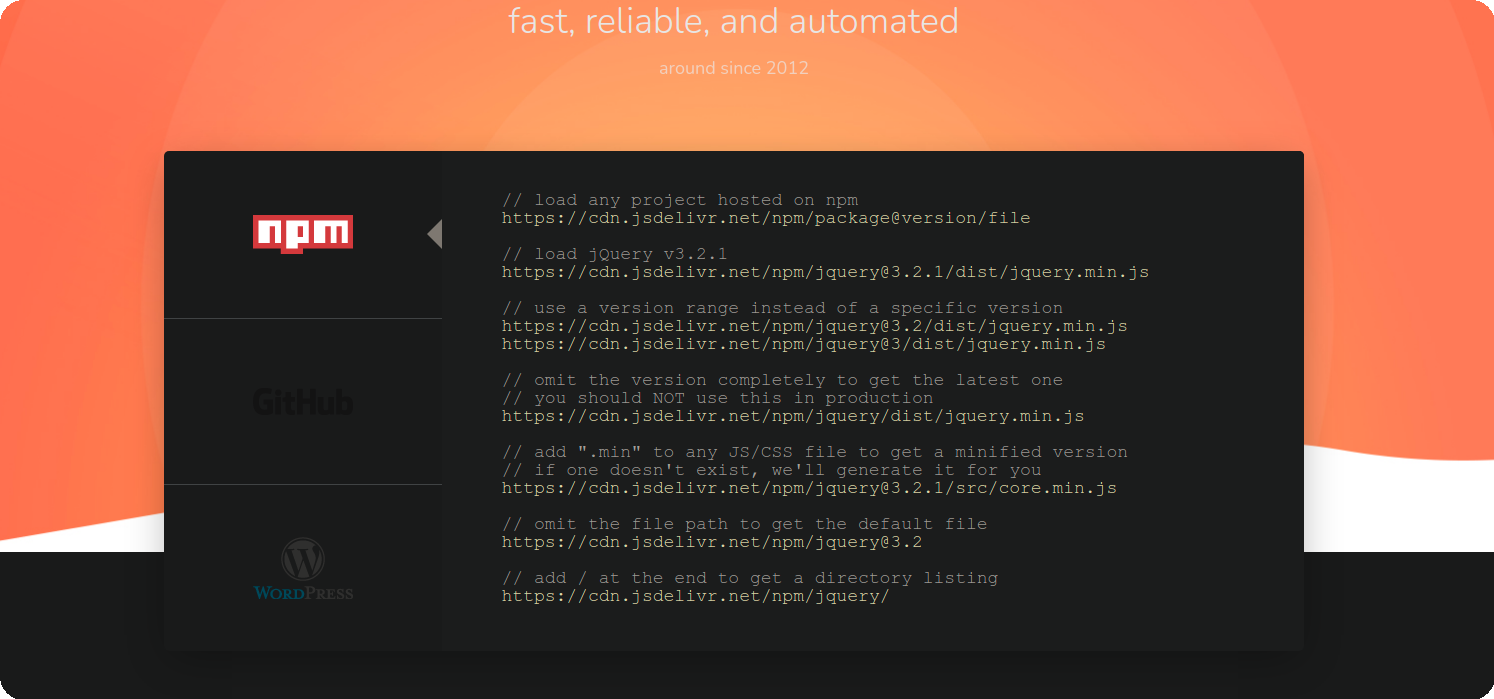 fast, reliable, and automated
around since 2012
npm
GitHub
WORDPRESS
// load any project hosted on npm
https://cdn.jsdelivr.net/npm/package@version/file
// load jQuery v3.2.1
https://cdn.jsdelivr.net/npm/jquery@3.2.1/dist/jquery.min.js
// use a version range instead of a specific version
https://cdn.jsdelivr.net/npm/jquery@3.2/dist/jquery.min.js
https://cdn.jsdelivr.net/npm/jquery@3/dist/jquery.min.js
// omit the version completely to get the latest one
// you should NOT use this in production
https://cdn.jsdelivr.net/npm/jquery/dist/jquery.min.js
// add ".min" to any JS/CSS file to get a minified version
// if one doesn't exist, we'll generate it for you
https://cdn.jsdelivr.net/npm/jquery@3.2.1/src/core.min.js
// omit the file path to get the default file
https://cdn.jsdelivr.net/npm/jquery@3.2
// add / at the end to get a directory listing
https://cdn.jsdelivr.net/npm/jquery/